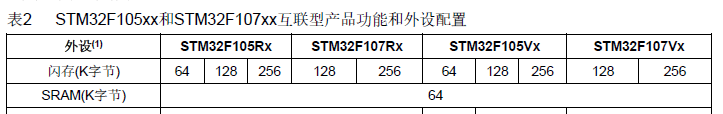 表2 STM32F105xx和STM32F107xx互联型产品功能和外设配置
外设(1) STM32F105Rx STM32F107Rx STM32F105Vx STM32F107Vx
闪存(K字节) 64 128 256 128 256 64 128 256 128 256
SRAM(K字节) 64